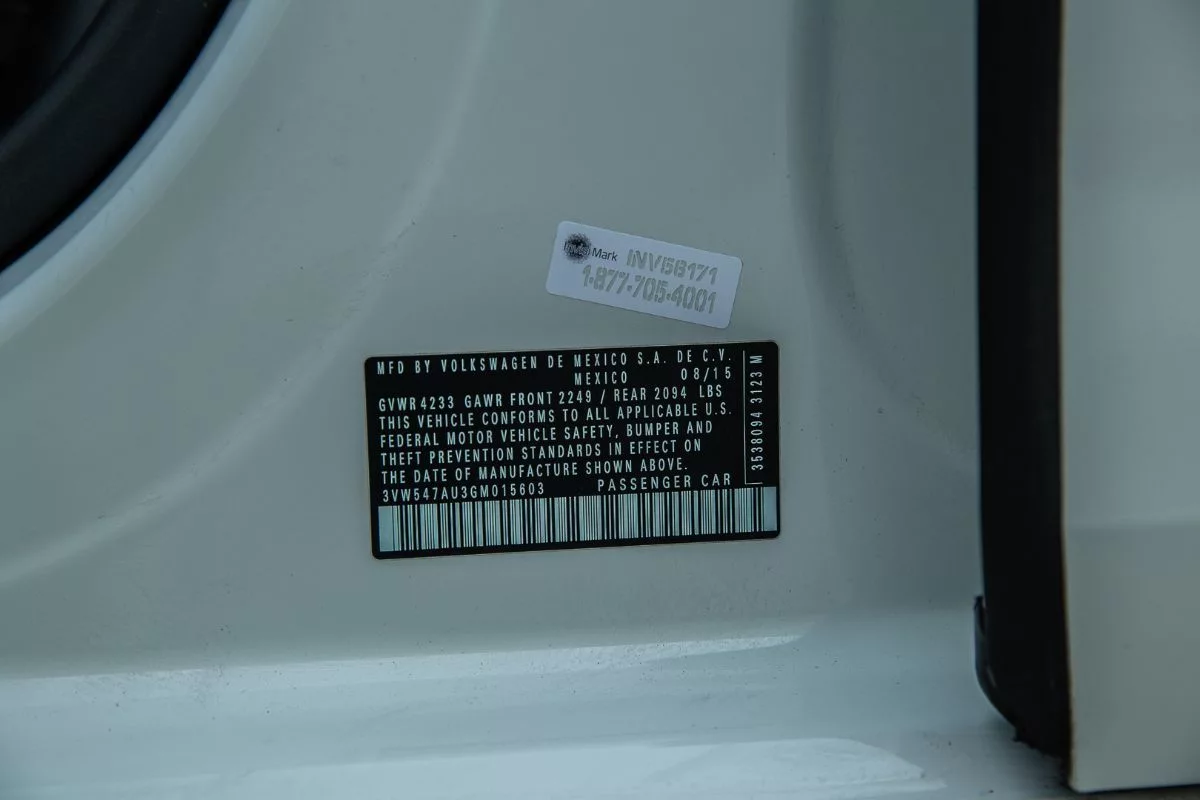 Mark INV58171
1-877-705-4001
MFD BY VOLKSWAGEN DE MEXICO S.A. DE C.V.
MEXICO 08/15
GVWR 4233 GAWR FRONT 2249 / REAR 2094 LBS
THIS VEHICLE CONFORMS TO ALL APPLICABLE U.S.
FEDERAL MOTOR VEHICLE SAFETY, BUMPER AND
THEFT PREVENTION STANDARDS IN EFFECT ON
THE DATE OF MANUFACTURE SHOWN ABOVE.
3VW547AU3GM015603 PASSENGER CAR
3538094 3123 M